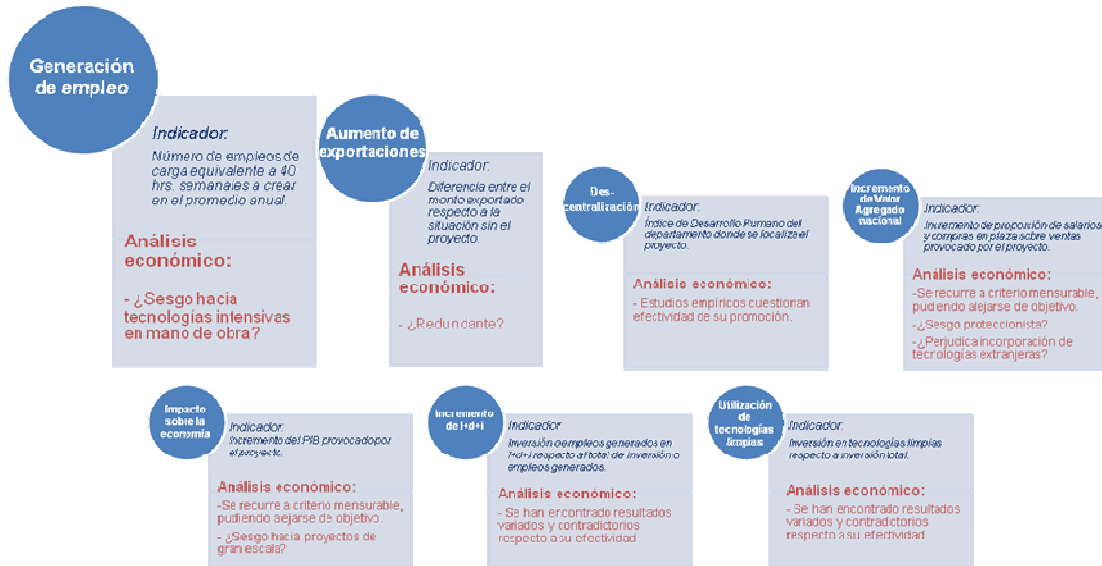 Generación
de empleo
Indicador:
Número de empleos de
carga equivalente a 40
hrs. semanales a crear
en el promedio anual.
Análisis
económico:
- ¿Sesgo hacia
tecnologías intensivas
en mano de obra?
Aumento de
exportaciones
Indicador:
Diferencia entre el
monto exportado
respecto a la
situación sin el
proyecto.
Análisis
económico:
- ¿Redundante?
Des-
centralización
Indicador:
Índice de Desarrollo Humano del
departamento donde se localiza el
proyecto.
Análisis económico:
- Estudios empíricos cuestionan
efectividad de su promoción.
Incremento
de Valor
Agregado
nacional
Indicador:
Incremento de proporción de salarios
y compras en plaza sobre ventas
provocado por el proyecto.
Análisis económico:
-Se recurre a criterio mensurable,
pudiendo alejarse de objetivo.
-¿Sesgo proteccionista?
-¿Perjudica incorporación de
tecnologías extranjeras?
Impacto
sobre la
economía
Indicador:
Incremento del PIB provocado por
el proyecto.
Análisis económico:
-Se recurre a criterio mensurable,
pudiendo alejarse de objetivo.
-¿Sesgo hacia proyectos de
gran escala?
Incremento
de I+d+i
Indicador:
Inversión o empleos generados en
I+d+i respecto al total de inversión o
empleos generados.
Análisis económico:
- Se han encontrado resultados
variados y contradictorios
respecto a su efectividad
Utilización
de
tecnologías
limpias
Indicador:
Inversión en tecnologías limpias
respecto a inversión total.
Análisis económico:
- Se han encontrado resultados
variados y contradictorios
respecto a su efectividad